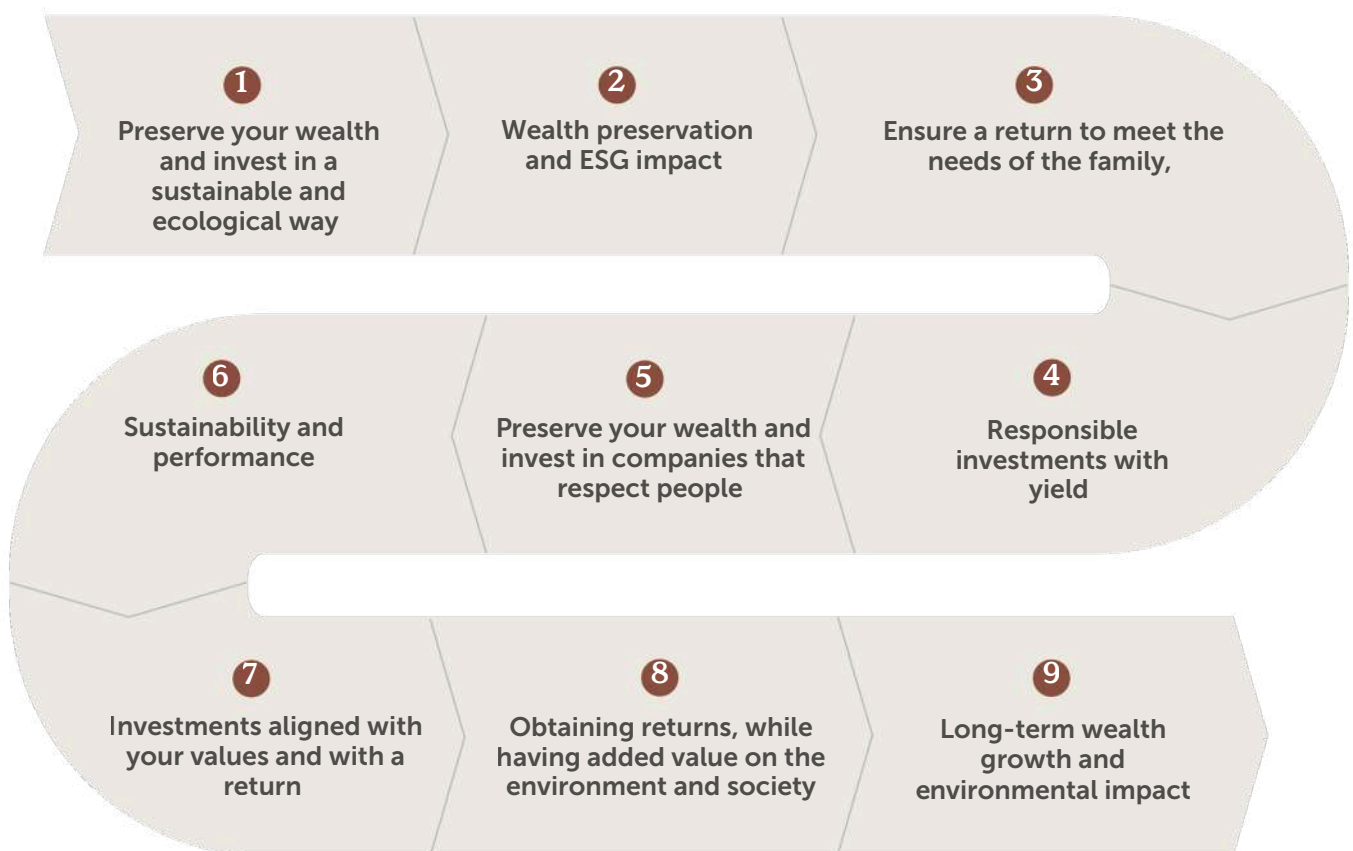 1
Preserve your wealth
and invest in a
sustainable and
ecological way
2
Wealth preservation
and ESG impact
3
Ensure a return to meet the
needs of the family,
4
Responsible
investments with
yield
5
Preserve your wealth and
invest in companies that
respect people
6
Sustainability and
performance
7
Investments aligned with
your values and with a
return
8
Obtaining returns, while
having added value on the
environment and society
9
Long-term wealth
growth and
environmental impact